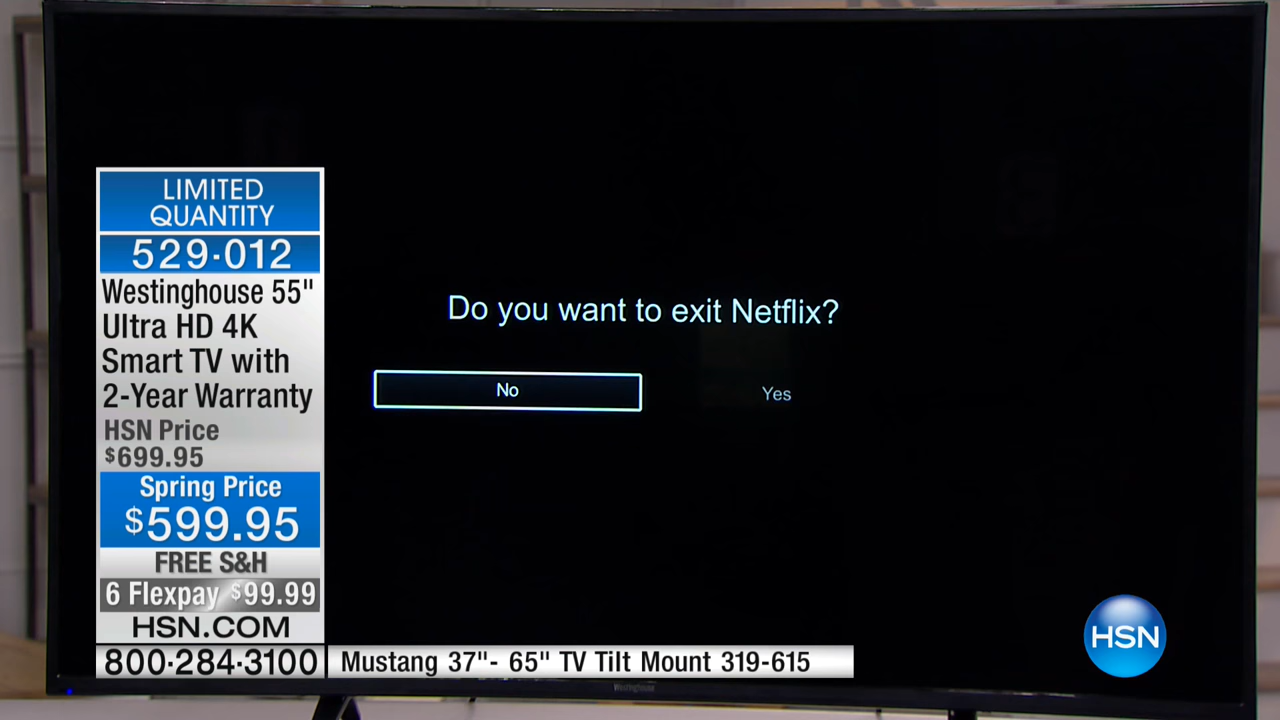 LIMITED
QUANTITY
529·012
Westinghouse 55"
Ultra HD 4K
Smart TV with
2-Year Warranty
HSN Price
$699.95
Spring Price
$599.95
FREE S&H
6 Flexpay $99.99
HSN.COM
800·284·3100
Do you want to exit Netflix?
No
Yes
Mustang 37"- 65" TV Tilt Mount 319-615
HSN
Westinghouse